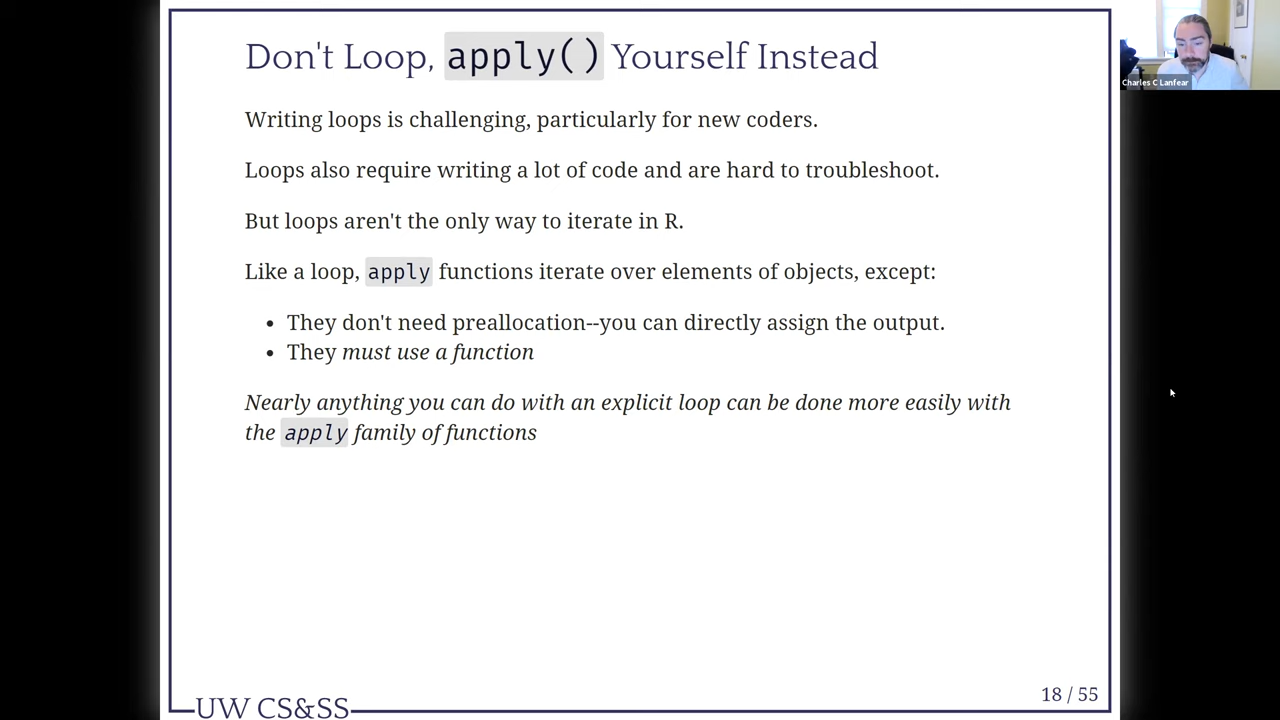 Don't Loop, apply() Yourself Instead
Charles C Lanfear
Writing loops is challenging, particularly for new coders.
Loops also require writing a lot of code and are hard to troubleshoot.
But loops aren't the only way to iterate in R.
Like a loop, apply functions iterate over elements of objects, except:
• They don't need preallocation--you can directly assign the output.
• They must use a function
Nearly anything you can do with an explicit loop can be done more easily with
the apply family of functions
18 / 55
UW CS&SS